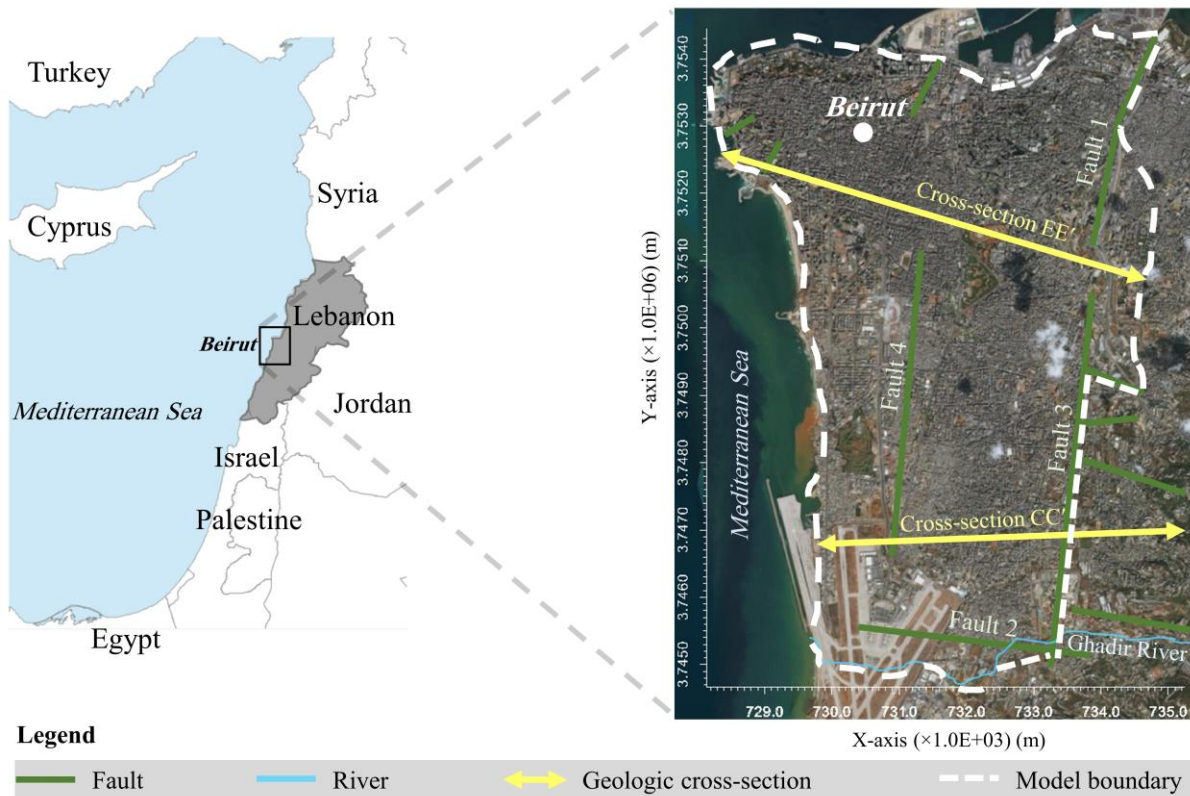 Turkey
Cyprus
Syria
Lebanon
Beirut
Mediterranean Sea
Jordan
Israel
Palestine
Egypt
Y-axis (×1.0E+06) (m)
3.7540
3.7530
3.7520
3.7510
3.7500
3.7490
3.7480
3.7470
3.7460
3.7450
Beirut
Fault 1
Cross-section EE′
Mediterranean Sea
Fault 4
Fault 3
Cross-section CC′
Fault 2
Ghadir River
729.0 730.0 731.0 732.0 733.0 734.0 735.0
X-axis (×1.0E+03) (m)
Legend
Fault River Geologic cross-section Model boundary